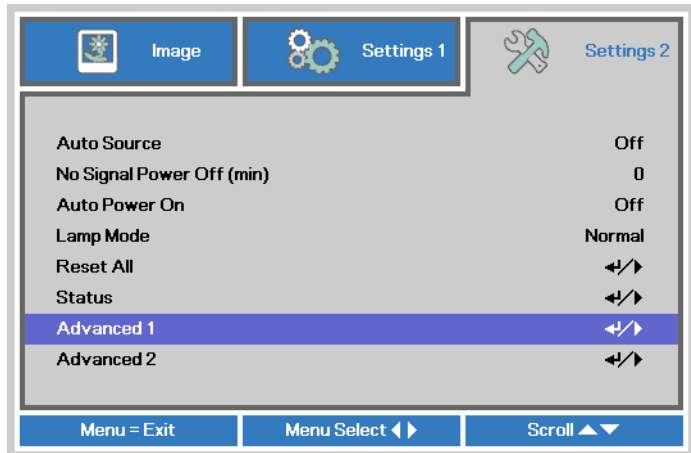 Image Settings 1 Settings 2
Auto Source Off
No Signal Power Off (min) 0
Auto Power On Off
Lamp Mode Normal
Reset All ↵/▶
Status ↵/▶
Advanced 1 ↵/▶
Advanced 2 ↵/▶
Menu = Exit Menu Select ◀▶ Scroll ▲▼